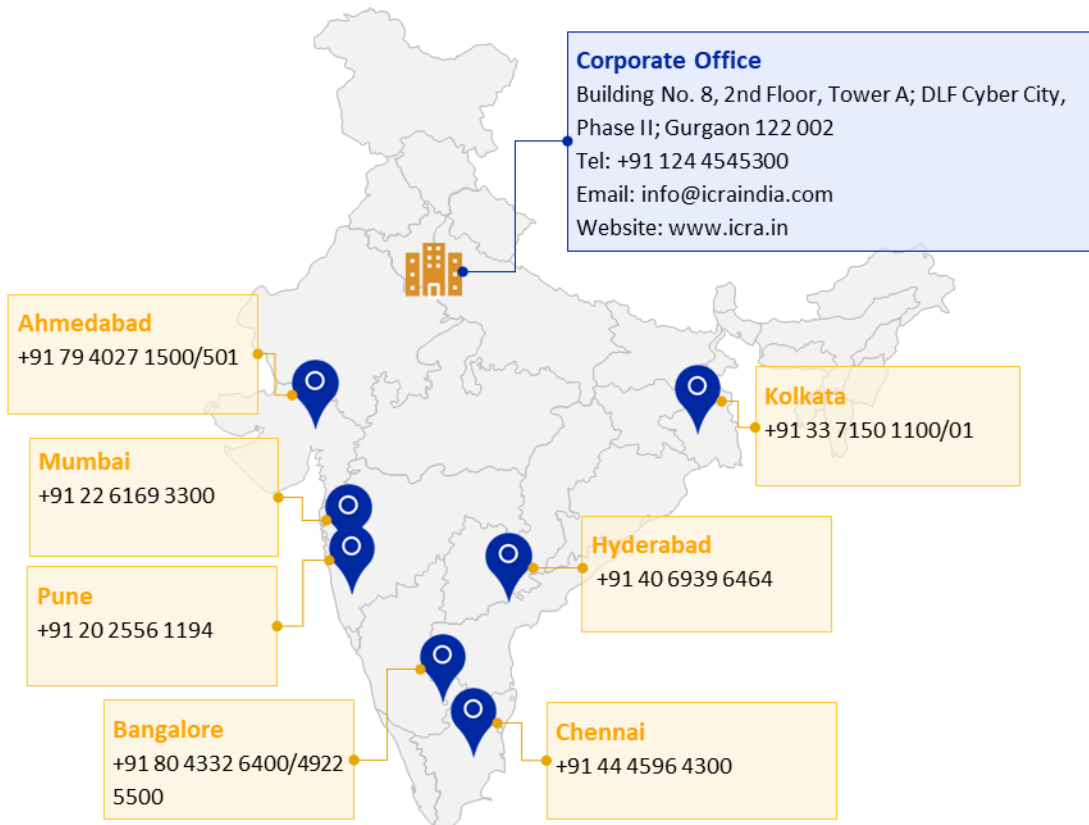 Corporate Office
Building No. 8, 2nd Floor, Tower A; DLF Cyber City,
Phase II; Gurgaon 122 002
Tel: +91 124 4545300
Email: info@icraindia.com
Website: www.icra.in
Ahmedabad
+91 79 4027 1500/501
Kolkata
+91 33 7150 1100/01
Mumbai
+91 22 6169 3300
Hyderabad
+91 40 6939 6464
Pune
+91 20 2556 1194
Bangalore
+91 80 4332 6400/4922
5500
Chennai
+91 44 4596 4300